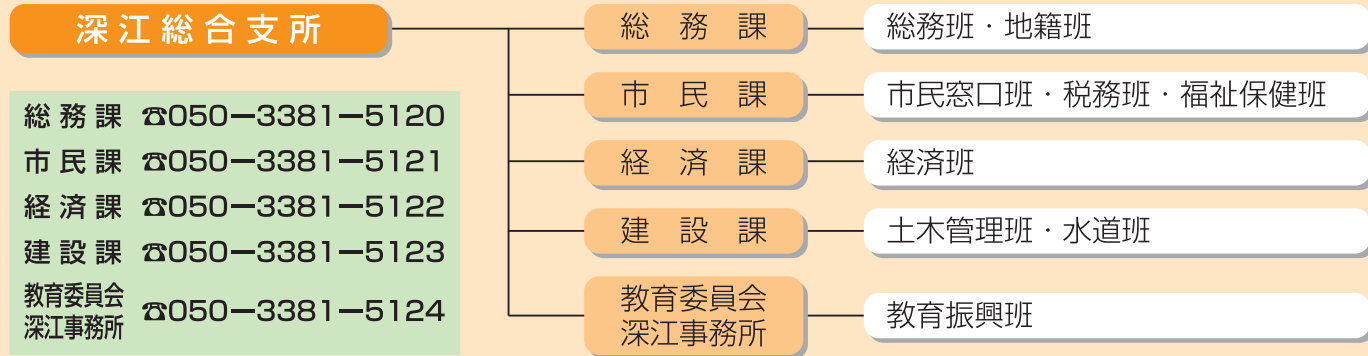 深江総合支所
総務課 ☎050－3381－5120
市民課 ☎050－3381－5121
経済課 ☎050－3381－5122
建設課 ☎050－3381－5123
教育委員会
深江事務所 ☎050－3381－5124
総務課 総務班・地籍班
市民課 市民窓口班・税務班・福祉保健班
経済課 経済班
建設課 土木管理班・水道班
教育委員会
深江事務所 教育振興班